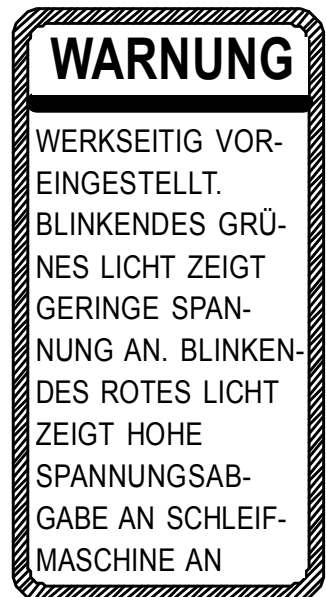 WARNUNG
WERKSEITIG VOR-
EINGESTELLT.
BLINKENDES GRÜ-
NES LICHT ZEIGT
GERINGE SPAN-
NUNG AN. BLINKEN-
DES ROTES LICHT
ZEIGT HOHE
SPANNUNGSAB-
GABE AN SCHLEIF-
MASCHINE AN